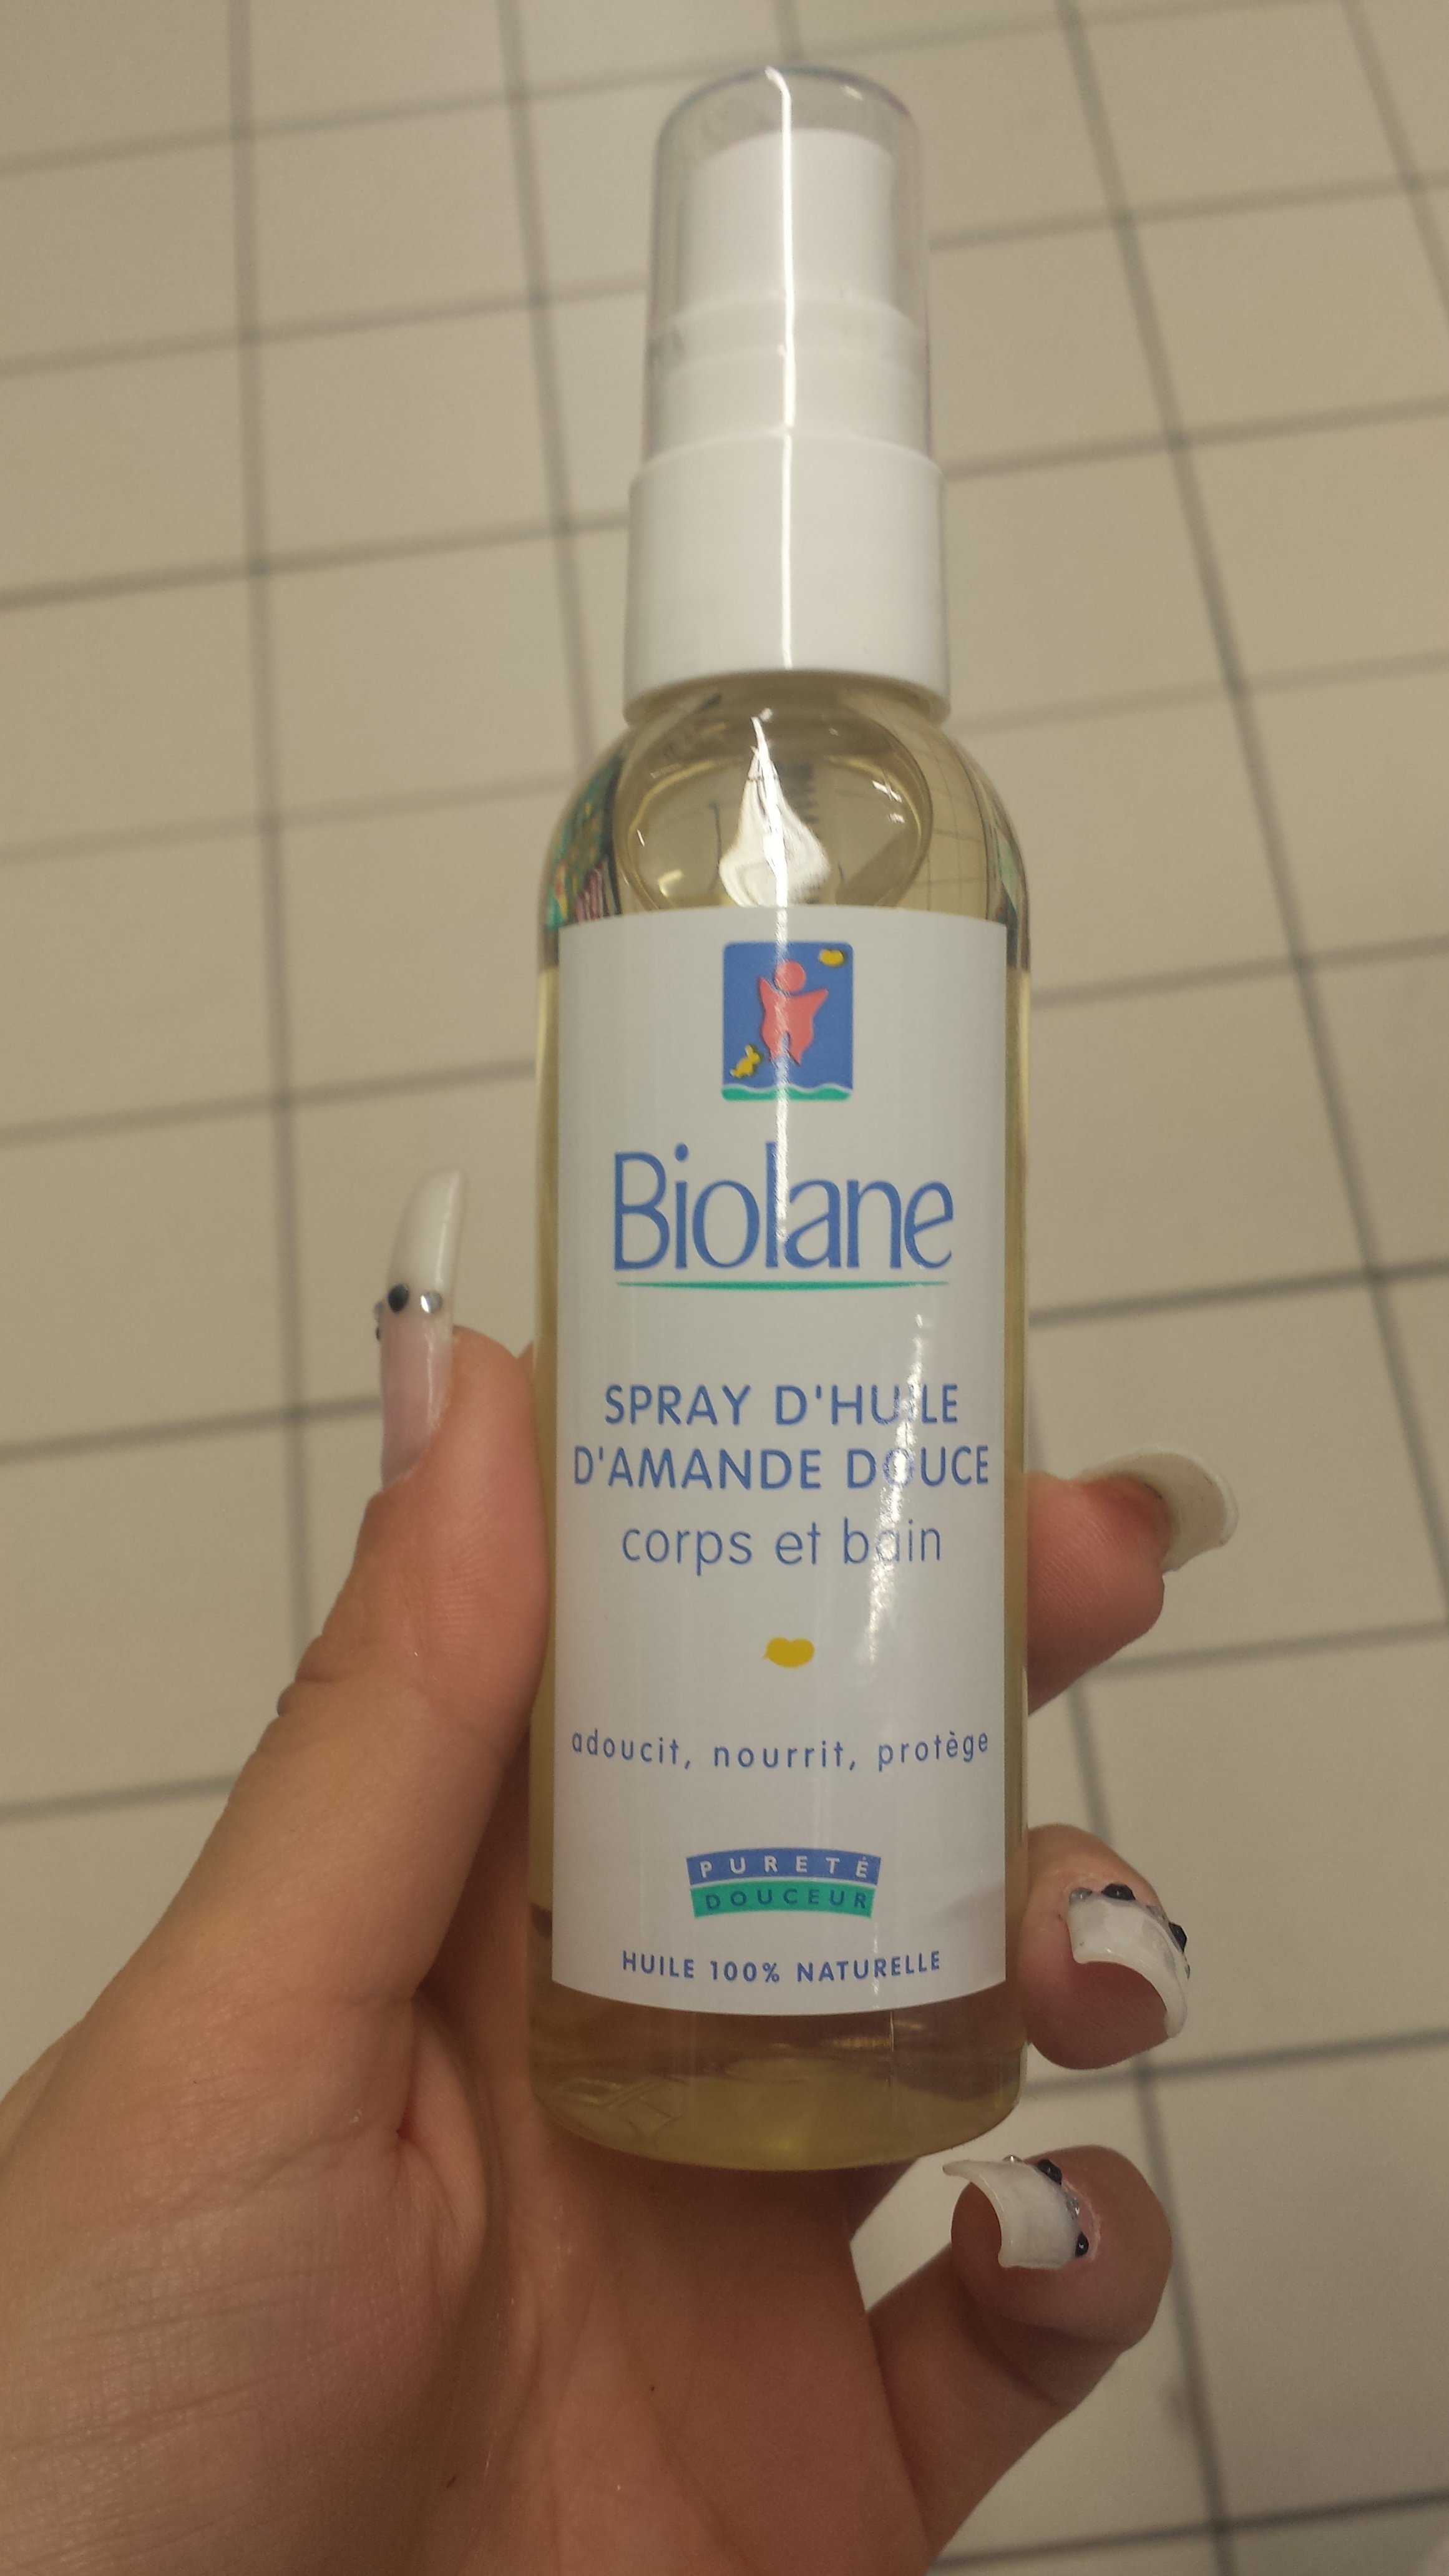 Biolane
SPRAY D'HUILE
D'AMANDE DOUCE
corps et bain
adoucit, nourrit, protège
PURETÉ
DOUCEUR
HUILE 100% NATURELLE